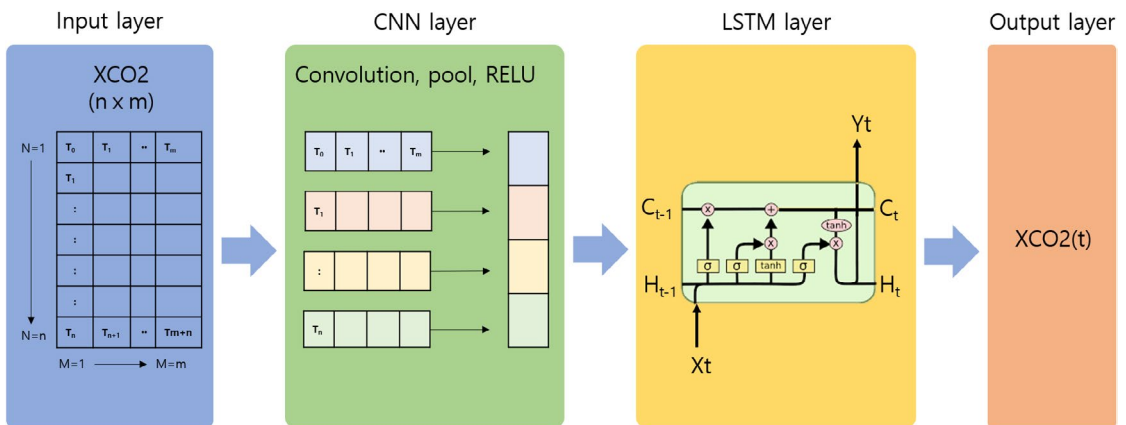 Input layer
CNN layer
LSTM layer
Output layer
XCO2
(n x m)
N=1
T₀ T₁ •• Tₘ
T₁
:
:
:
:
N=n
Tₙ Tₙ₊₁ •• Tm+n
M=1
M=m
Convolution, pool, RELU
T₀ T₁ •• Tₘ
T₁
:
Tₙ
Yt
Cₜ₋₁
x
+
Cₜ
tanh
x
x
σ σ tanh σ
Hₜ₋₁
Hₜ
Xt
XCO2(t)